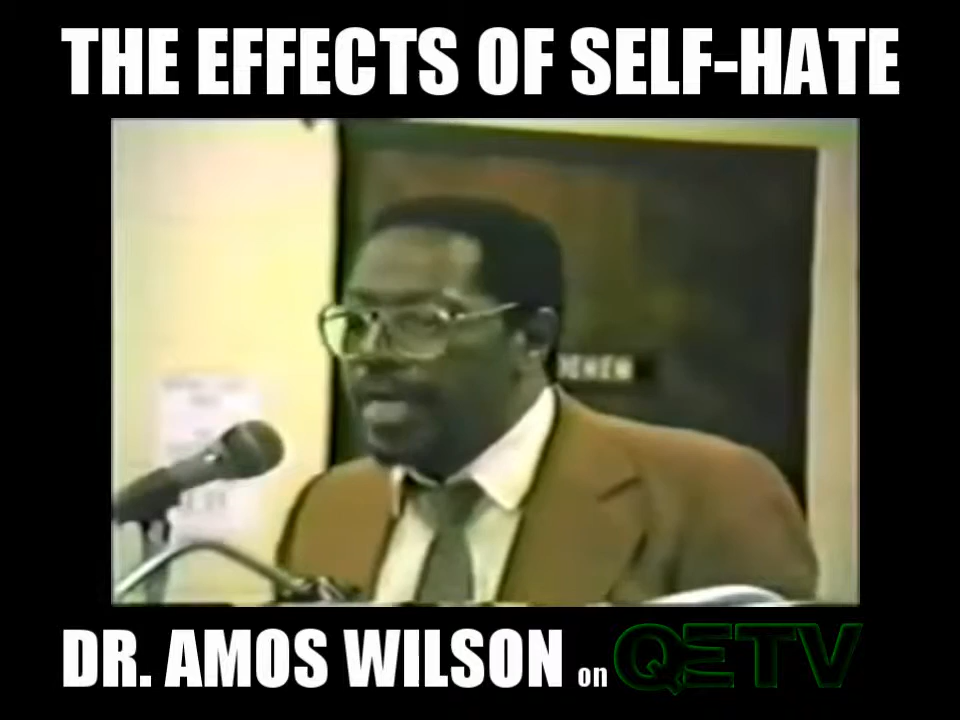 THE EFFECTS OF SELF-HATE
DR. AMOS WILSON on QETV